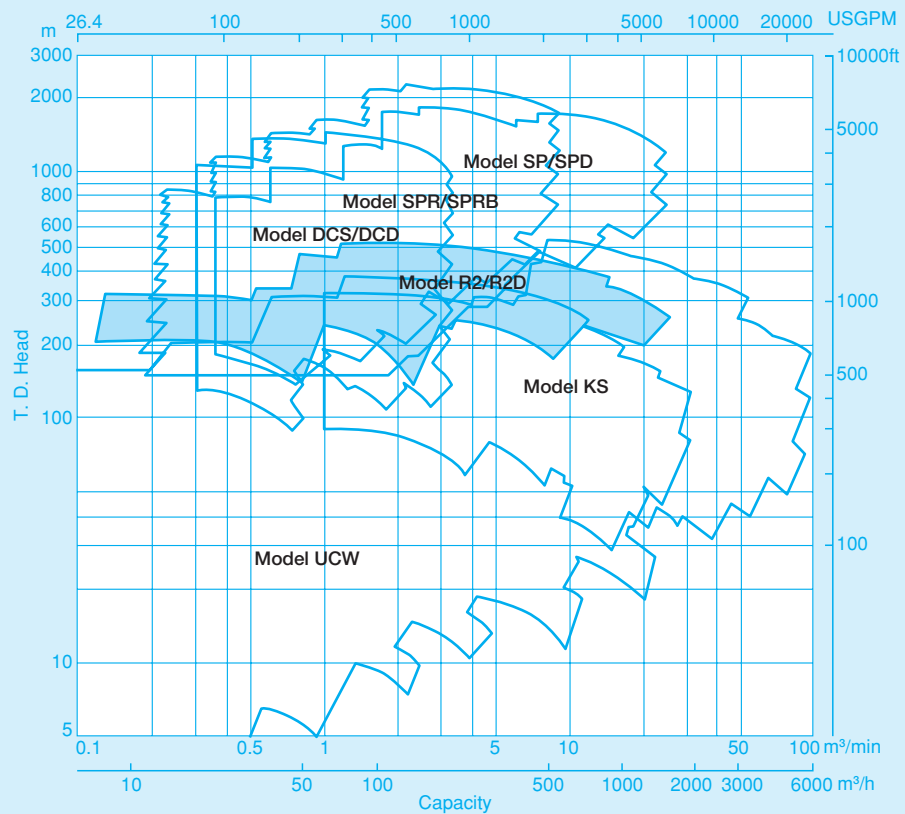 m 26.4 100 500 1000 5000 10000 20000 USGPM
3000 10000ft
2000
5000
Model SP/SPD
1000
800 Model SPR/SPRB
600 Model DCS/DCD
500
400 Model R2/R2D
300 1000
200
500
Model KS
100
T. D. Head
100
Model UCW
10
5
0.1 0.5 1 5 10 50 100 m³/min
10 50 100 500 1000 2000 3000 6000 m³/h
Capacity